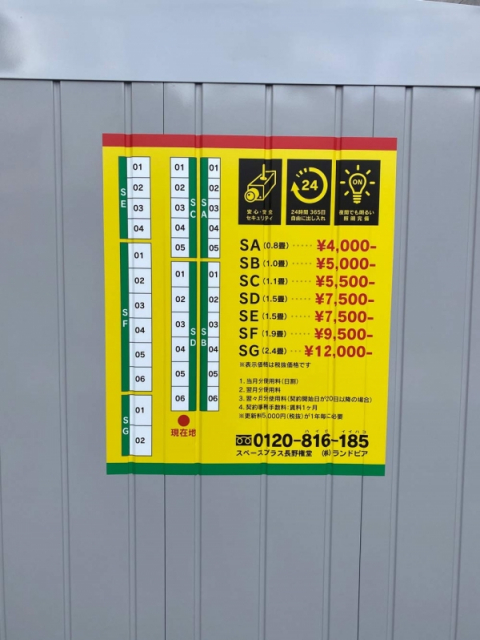 01
02
SE
03
04
01
02
03
SF
04
05
06
01
SG
02
01 01
02 02
SC SA
03 03
04 04
05 05
01 01
02 02
03 03
SD SB
04 04
05 05
06 06
現在地
安心・安全
セキュリティ
24
24時間 365日
自由に出し入れ
ON
夜間でも明るい
照明完備
SA(0.8畳)‥‥‥¥4,000-
SB(1.0畳)‥‥‥¥5,000-
SC(1.1畳)‥‥‥¥5,500-
SD(1.5畳)‥‥‥¥7,500-
SE(1.5畳)‥‥‥¥7,500-
SF(1.9畳)‥‥‥¥9,500-
SG(2.4畳)‥‥¥12,000-
※表示価格は税抜価格です
1. 当月分使用料(日割)
2. 翌月分使用料
3. 翌々月分使用料(契約開始日が20日以降の場合)
4. 契約事務手数料:賃料1ヶ月
※更新料5,000円(税抜)が1年毎に必要
0120-816-185
スペースプラス長野権堂 (株)ランドピア